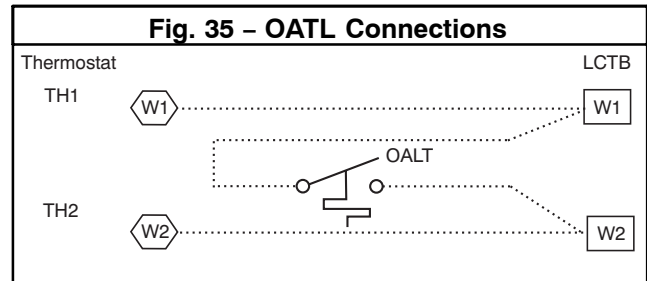 Fig. 35 – OATL Connections
Thermostat LCTB
TH1 W1 W1
OALT
TH2 W2 W2